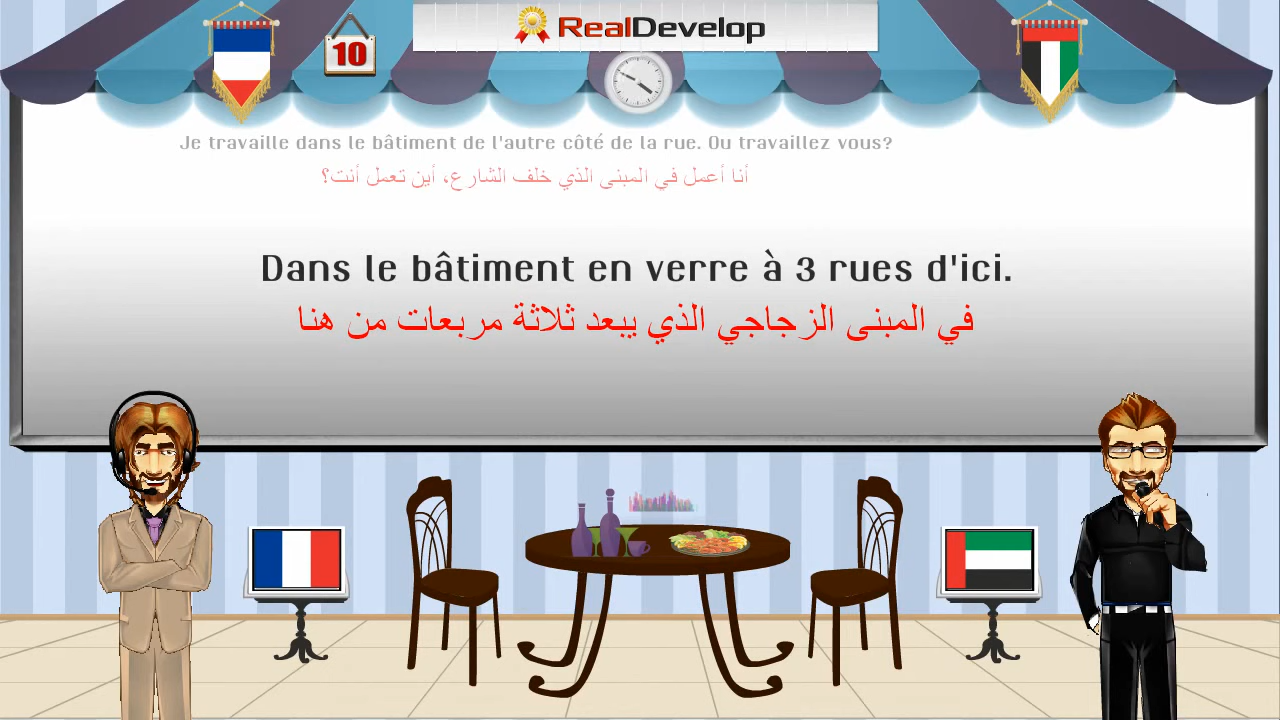 RealDevelop
10
Je travaille dans le bâtiment de l'autre côté de la rue. Ou travaillez vous?
أنا أعمل في المبنى الذي خلف الشارع، أين تعمل أنت؟
Dans le bâtiment en verre à 3 rues d'ici.
في المبنى الزجاجي الذي يبعد ثلاثة مربعات من هنا